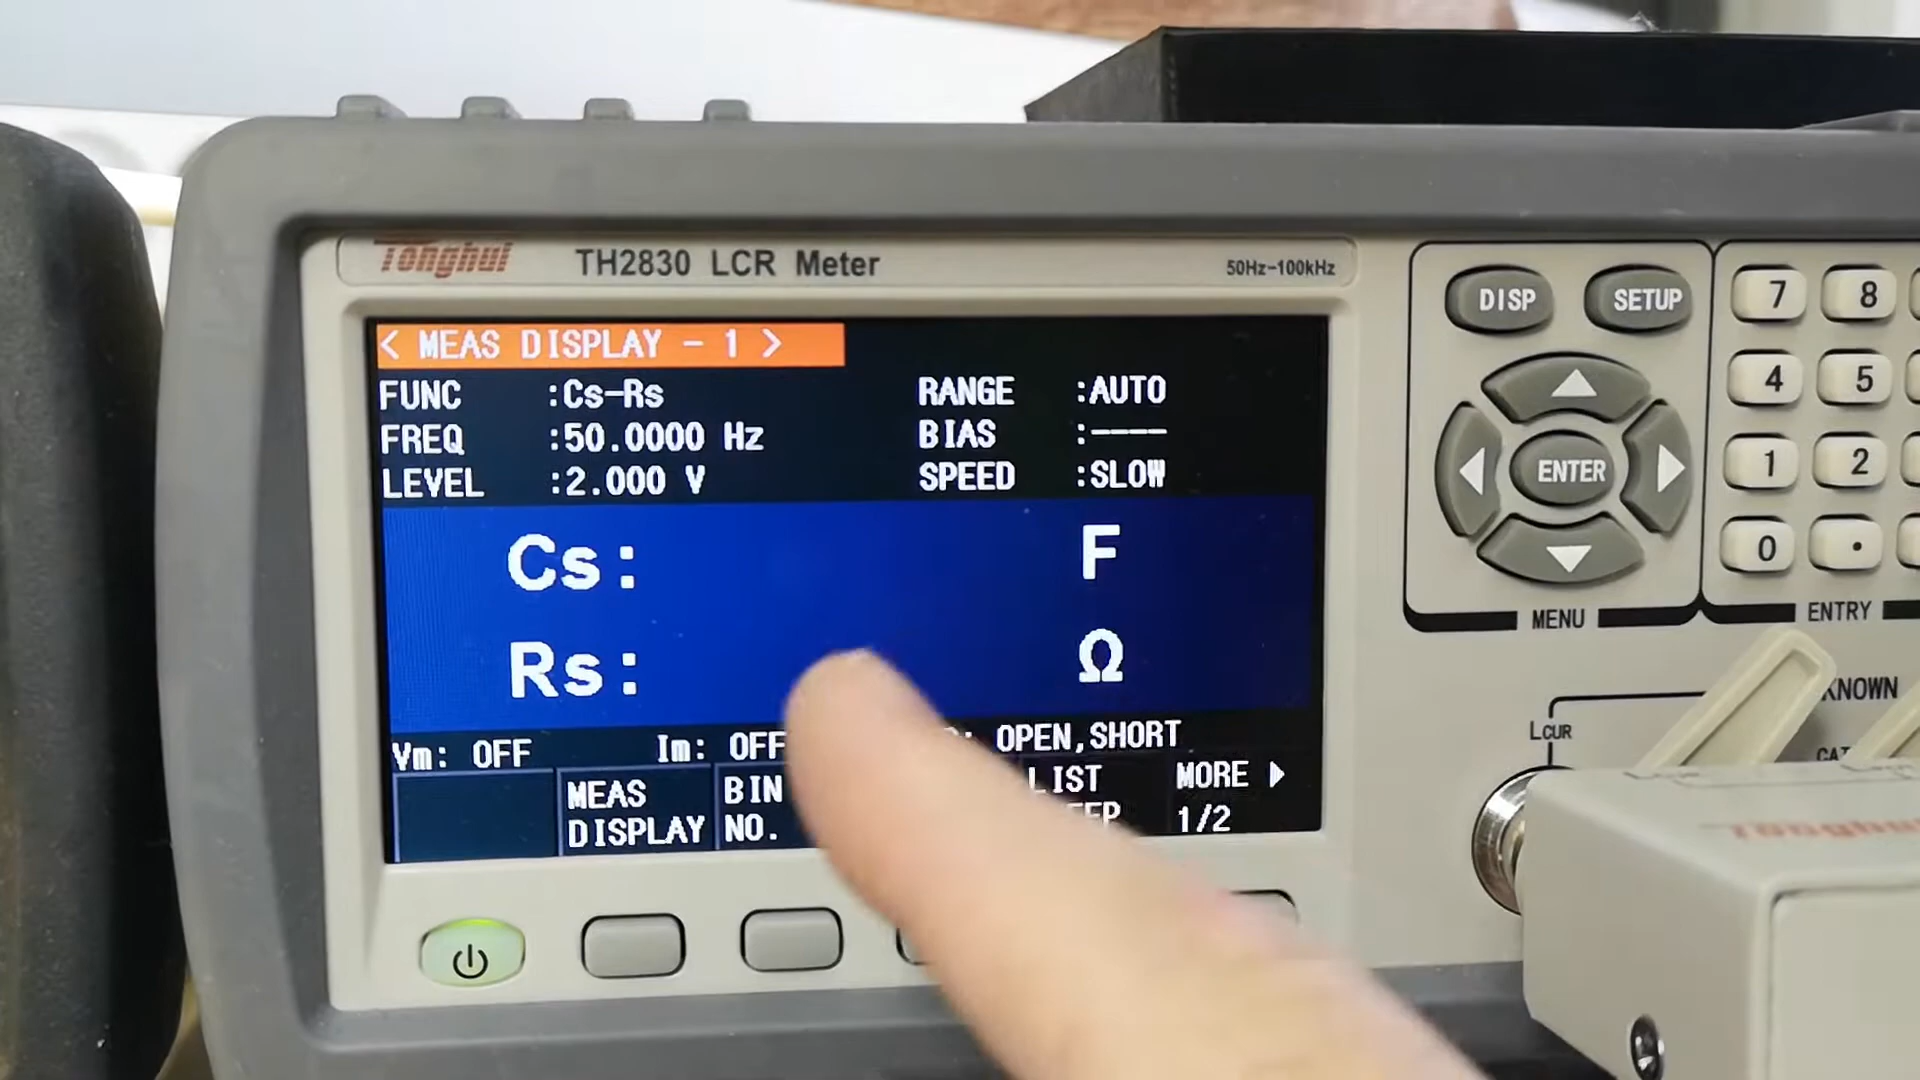 Tonghui TH2830 LCR Meter 50Hz-100kHz
< MEAS DISPLAY - 1 >
FUNC :Cs-Rs RANGE :AUTO
FREQ :50.0000 Hz BIAS :----
LEVEL :2.000 V SPEED :SLOW
Cs: F
Rs: Ω
Vm: OFF Im: OFF OPEN,SHORT
MEAS DISPLAY
BIN NO.
LIST
MORE ▶ 1/2
DISP SETUP
ENTER
MENU
7 8
4 5
1 2
0 .
ENTRY
LCUR
Tonghui